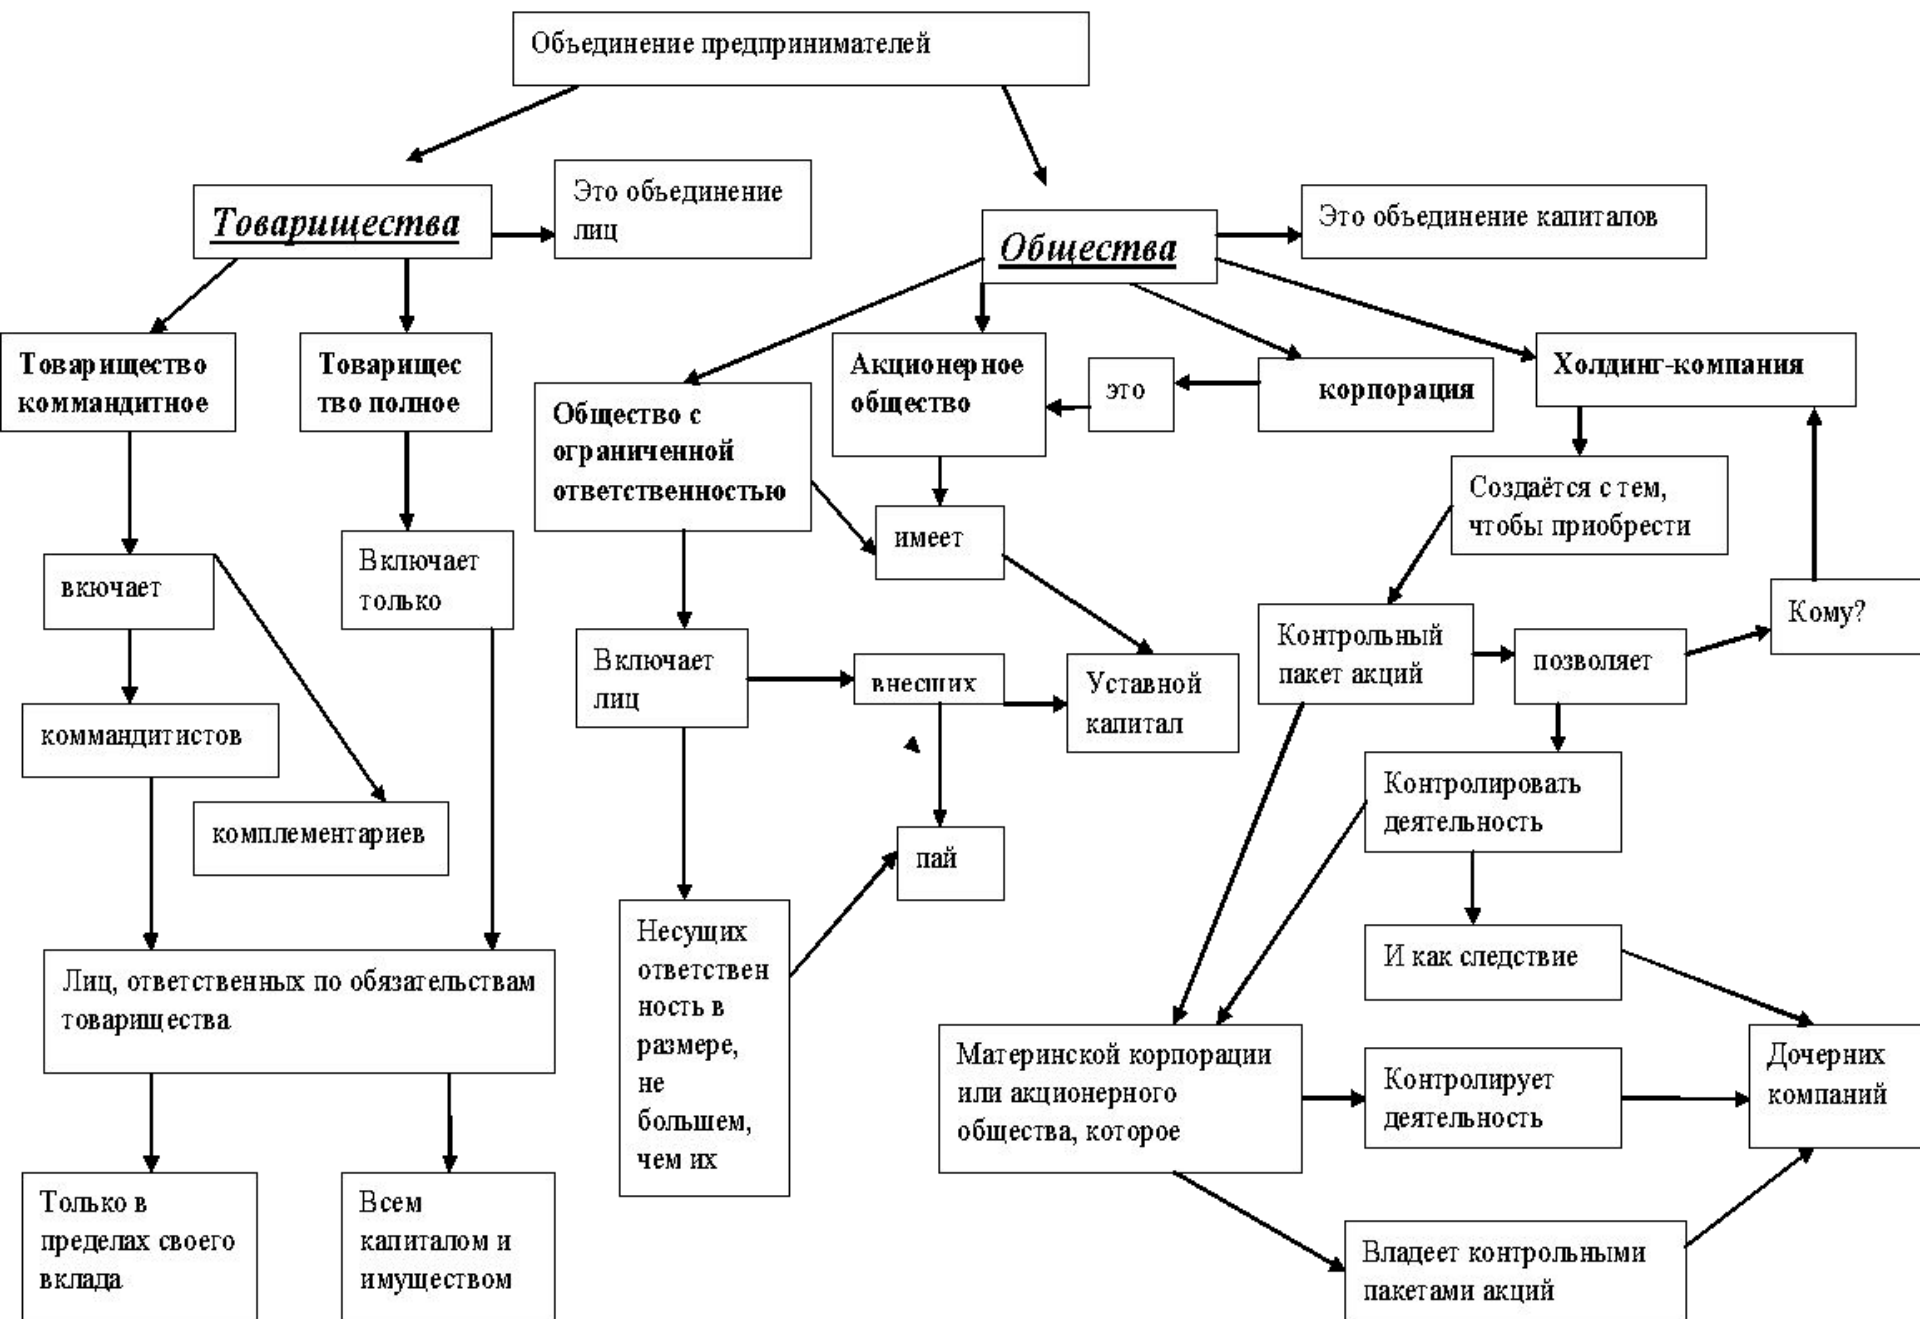 Объединение предпринимателей
Товарищества
Это объединение
лиц
Общества
Это объединение капиталов
Товарищество
коммандитное
Товарищес
тво полное
Общество с
ограниченной
ответственностью
Акционерное
общество
это
корпорация
Холдинг-компания
Создаётся с тем,
чтобы приобрести
вкючает
Включает
только
имеет
Кому?
Включает
лиц
внесших
Уставной
капитал
Контрольный
пакет акций
позволяет
коммандитистов
комплементариев
пай
Контролировать
деятельность
Несущих
ответствен
ность в
размере,
не
большем,
чем их
И как следствие
Лиц, ответственных по обязательствам
товарищества
Материнской корпорации
или акционерного
общества, которое
Контролирует
деятельность
Дочерних
компаний
Только в
пределах своего
вклада
Всем
капиталом и
имуществом
Владеет контрольными
пакетами акций